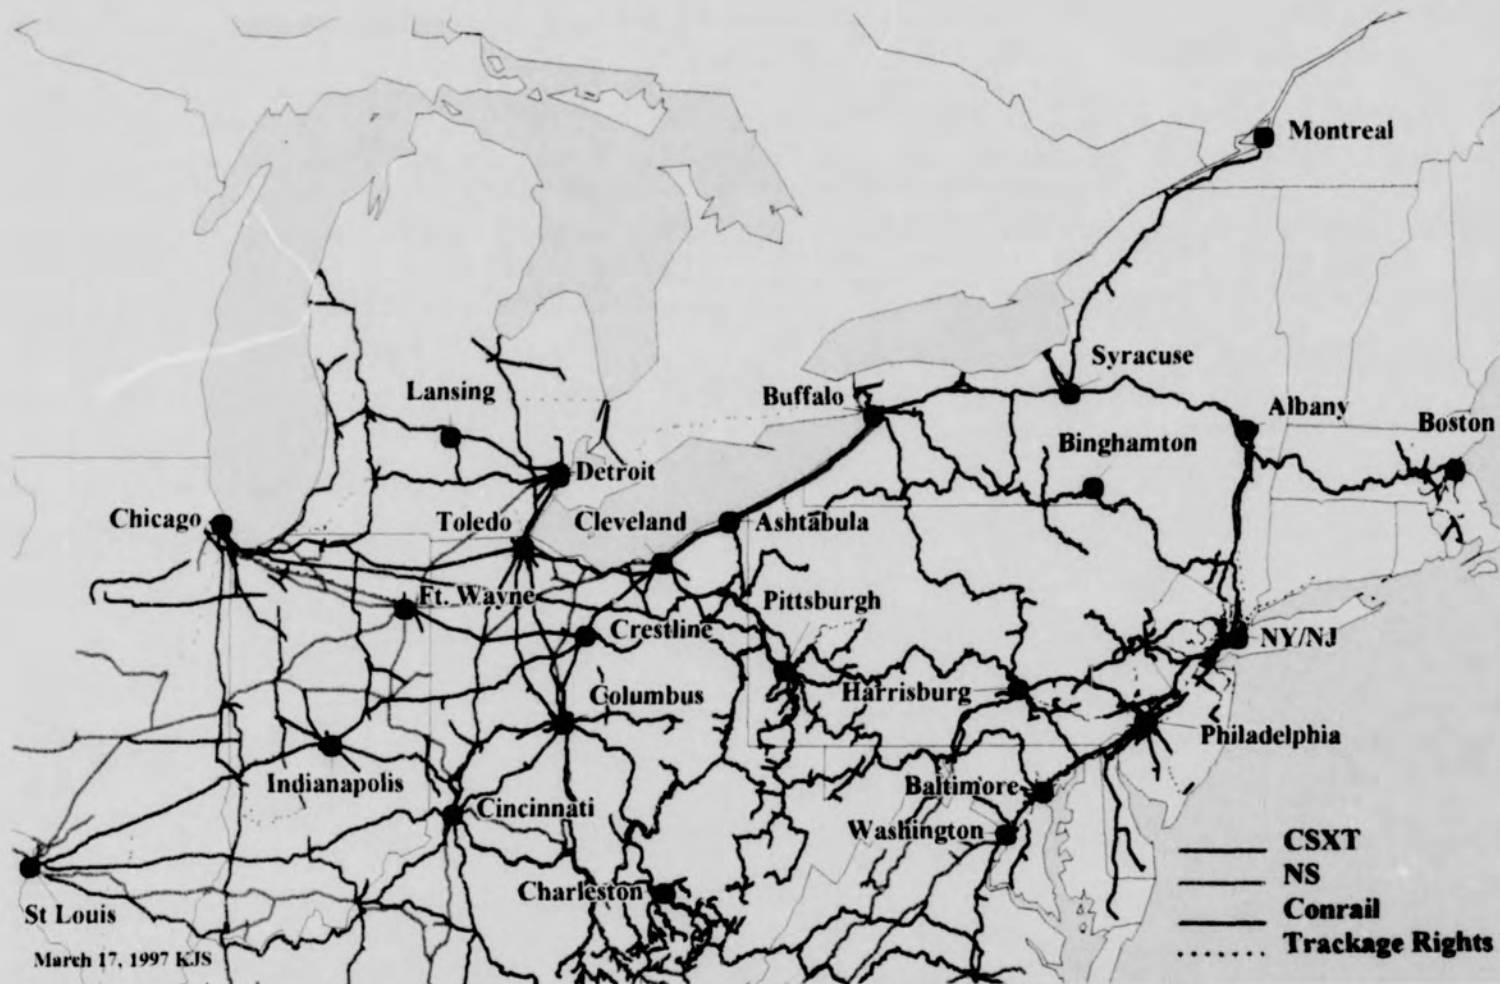 Montreal
Syracuse
Lansing
Buffalo
Albany
Boston
Binghamton
Detroit
Chicago
Toledo
Cleveland
Ashtabula
Ft. Wayne
Pittsburgh
Crestline
NY/NJ
Harrisburg
Columbus
Philadelphia
Indianapolis
Baltimore
Cincinnati
Washington
CSXT
NS
Charleston
Conrail
St Louis
Trackage Rights
March 17, 1997 KJS